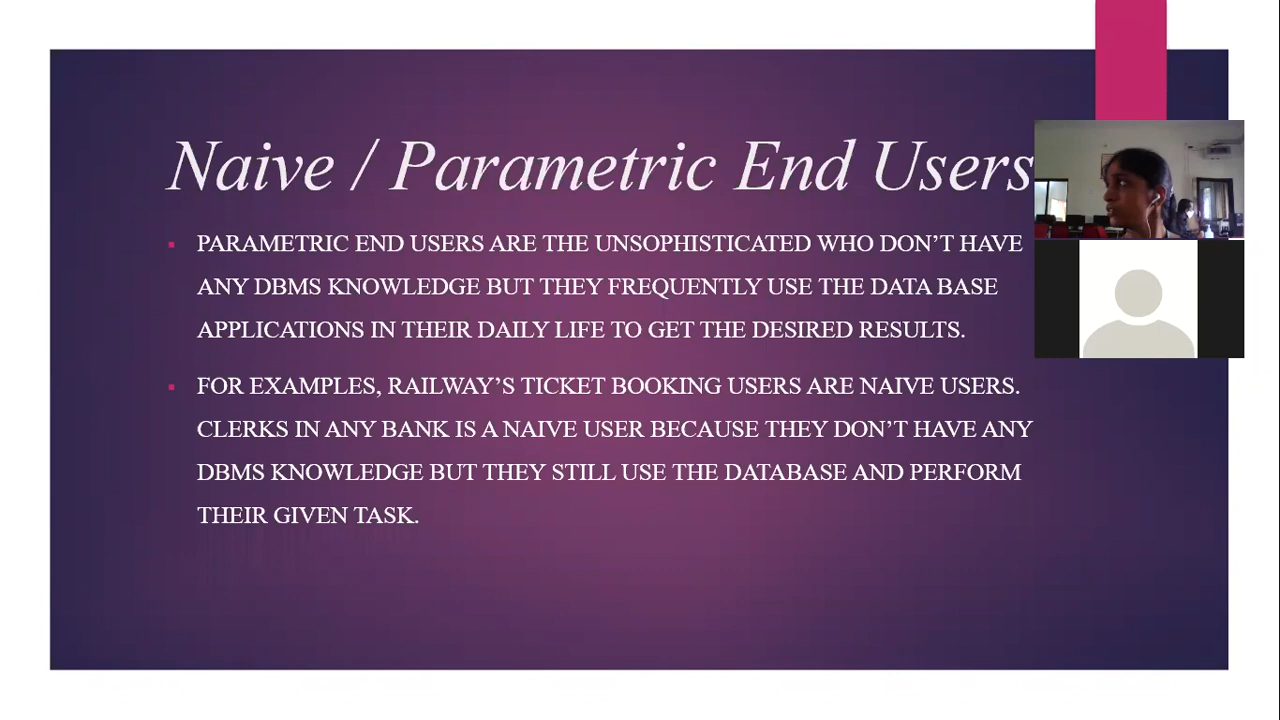 Naive / Parametric End Users
PARAMETRIC END USERS ARE THE UNSOPHISTICATED WHO DON’T HAVE
ANY DBMS KNOWLEDGE BUT THEY FREQUENTLY USE THE DATA BASE
APPLICATIONS IN THEIR DAILY LIFE TO GET THE DESIRED RESULTS.
FOR EXAMPLES, RAILWAY’S TICKET BOOKING USERS ARE NAIVE USERS.
CLERKS IN ANY BANK IS A NAIVE USER BECAUSE THEY DON’T HAVE ANY
DBMS KNOWLEDGE BUT THEY STILL USE THE DATABASE AND PERFORM
THEIR GIVEN TASK.